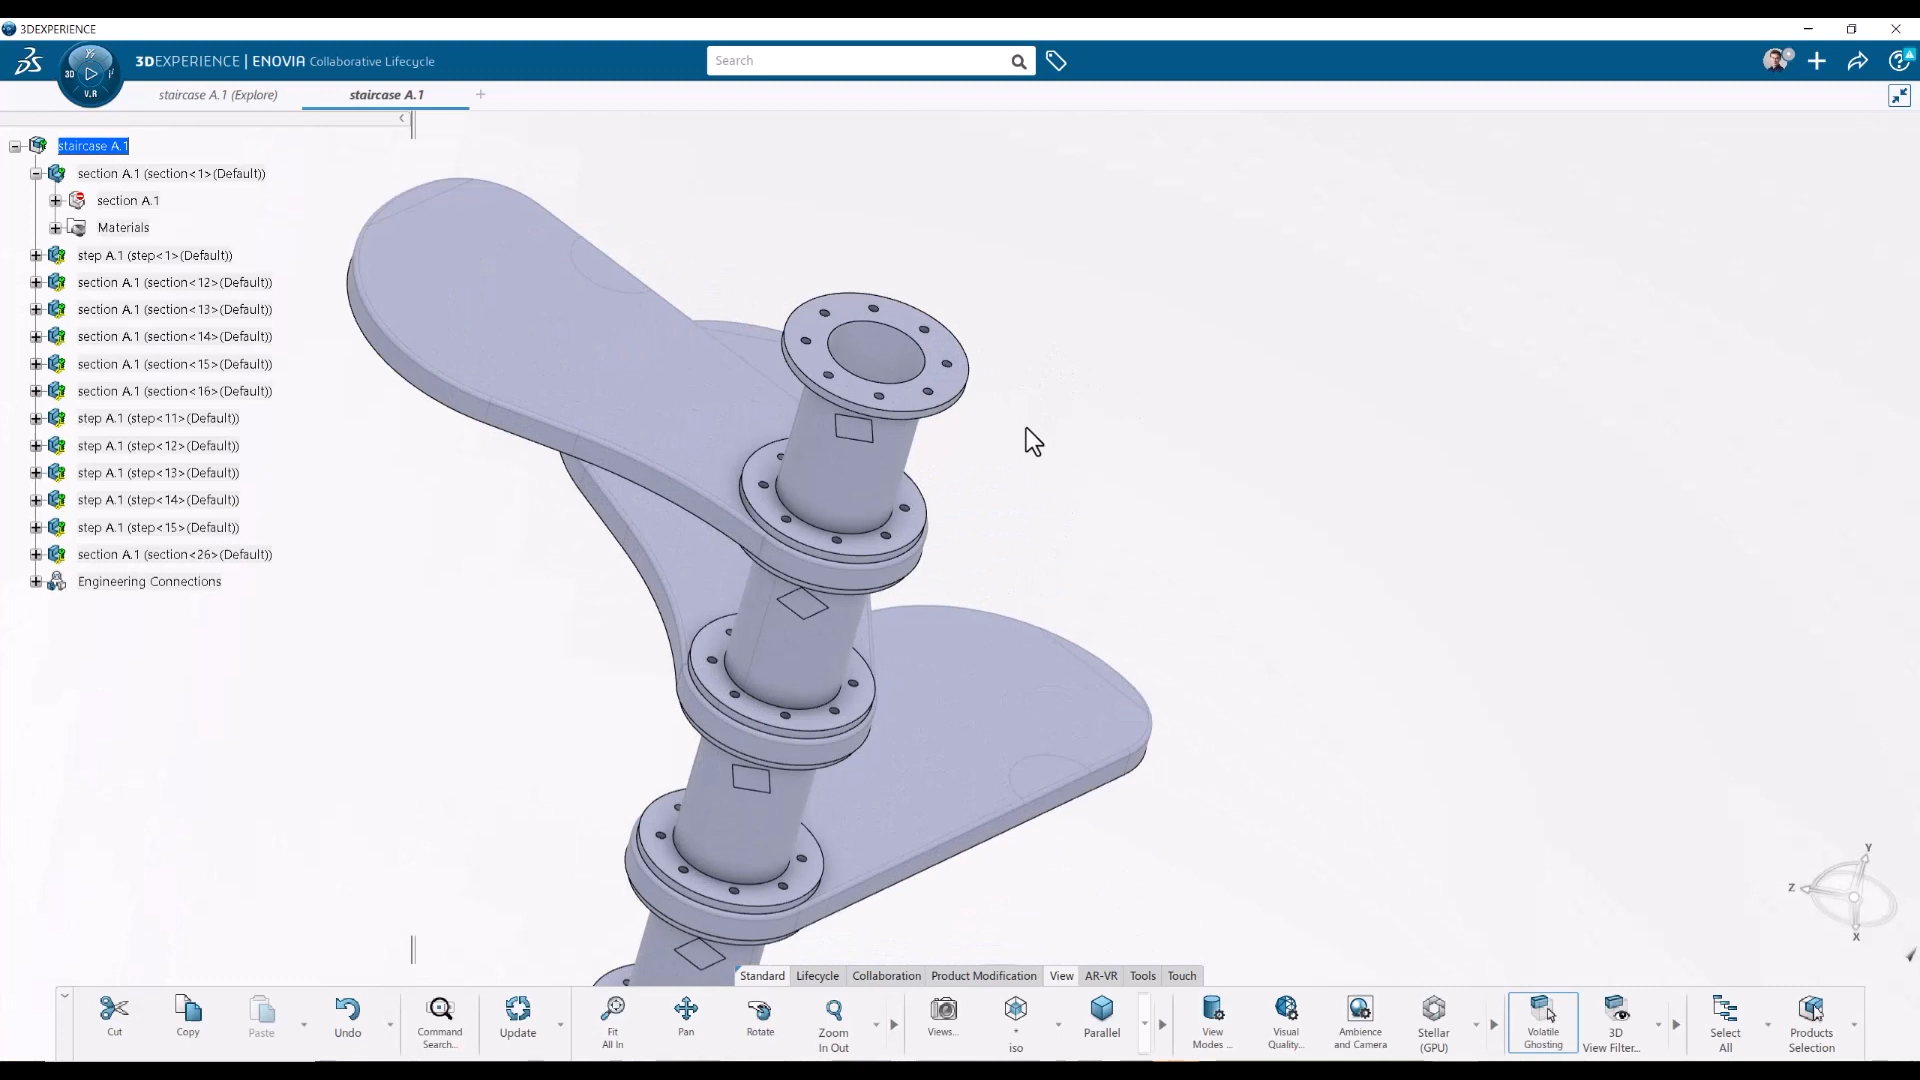 3DEXPERIENCE
3DEXPERIENCE | ENOVIA Collaborative Lifecycle
Search
3D
V.R
staircase A.1 (Explore)
staircase A.1
+
staircase A.1
section A.1 (section<1>(Default))
section A.1
Materials
step A.1 (step<1>(Default))
section A.1 (section<12>(Default))
section A.1 (section<13>(Default))
section A.1 (section<14>(Default))
section A.1 (section<15>(Default))
section A.1 (section<16>(Default))
step A.1 (step<11>(Default))
step A.1 (step<12>(Default))
step A.1 (step<13>(Default))
step A.1 (step<14>(Default))
step A.1 (step<15>(Default))
section A.1 (section<26>(Default))
Engineering Connections
Y
Z
X
Standard Lifecycle Collaboration Product Modification View AR-VR Tools Touch
Cut
Copy
Paste
Undo
Command Search...
Update
Fit All In
Pan
Rotate
Zoom In Out
Views...
* iso
Parallel
View Modes ...
Visual Quality...
Ambience and Camera
Stellar (GPU)
Volatile Ghosting
3D View Filter...
Select All
Products Selection